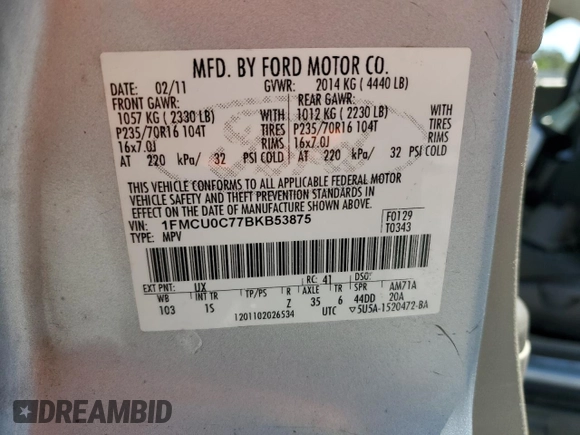 MFD. BY FORD MOTOR CO.
DATE: 02/11 GVWR: 2014 KG ( 4440 LB)
FRONT GAWR: REAR GAWR:
1057 KG ( 2330 LB) WITH 1012 KG ( 2230 LB) WITH
P235/70R16 104T TIRES P235/70R16 104T TIRES
16x7.0J RIMS 16x7.0J RIMS
AT 220 kPa/ 32 PSI COLD AT 220 kPa/ 32 PSI COLD
THIS VEHICLE CONFORMS TO ALL APPLICABLE FEDERAL MOTOR
VEHICLE SAFETY AND THEFT PREVENTION STANDARDS IN
EFFECT ON THE DATE OF MANUFACTURE SHOWN ABOVE.
VIN: 1FMCU0C77BKB53875 F0129
TYPE: MPV T0343
EXT PNT: UX RC: 41 DSO:
WB INT TR TP/PS R AXLE TR SPR AM71A
103 1S Z 35 6 44DD 20A
1201102026534 UTC ▽5U5A-1520472-BA
DREAMBID